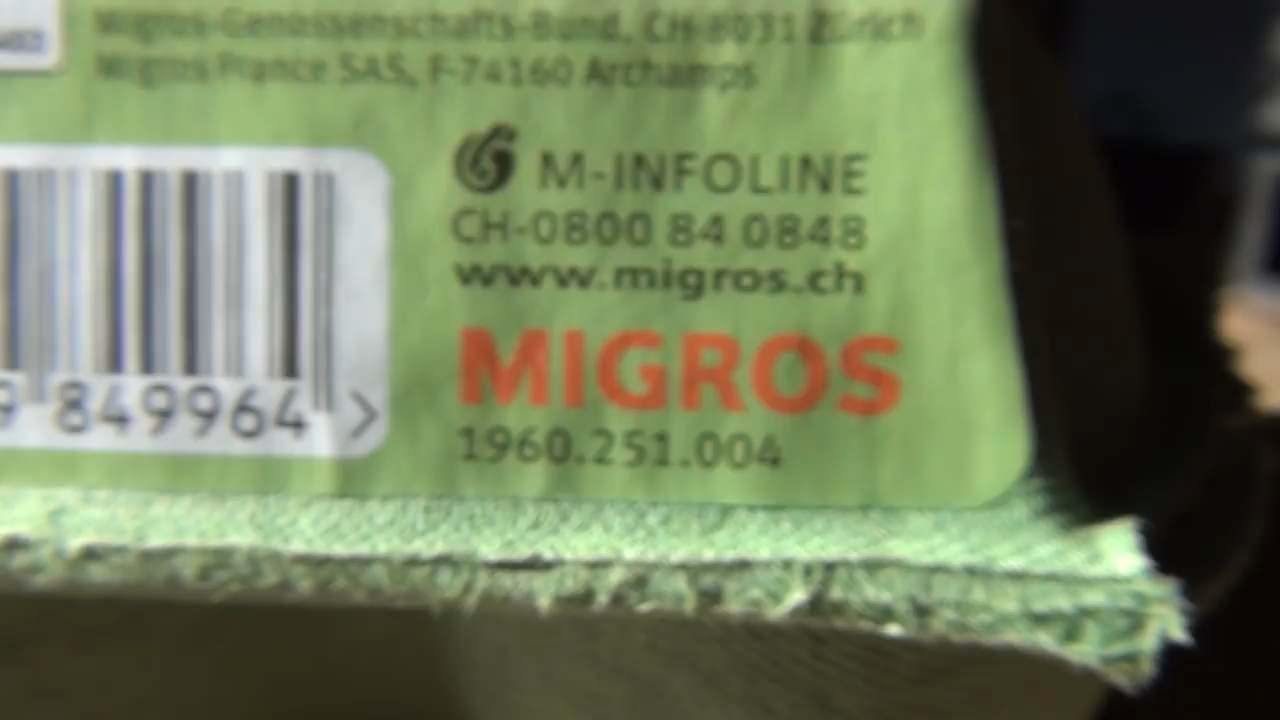 Migros-Genossenschafts-Bund, CH-8031 Zürich
Migros France SAS, F-74160 Archamps
M-INFOLINE
CH-0800 84 0848
www.migros.ch
MIGROS
1960.251.004
9 849964 >